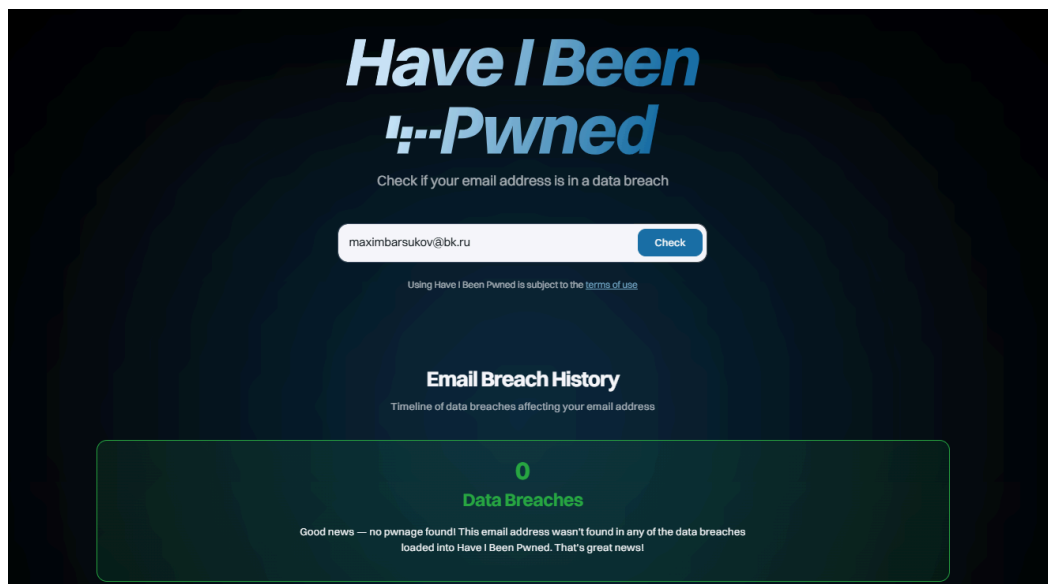 Have I Been
Pwned
Check if your email address is in a data breach
maximbarsukov@bk.ru
Check
Using Have I Been Pwned is subject to the terms of use
Email Breach History
Timeline of data breaches affecting your email address
0
Data Breaches
Good news — no pwnage found! This email address wasn't found in any of the data breaches
loaded into Have I Been Pwned. That's great news!